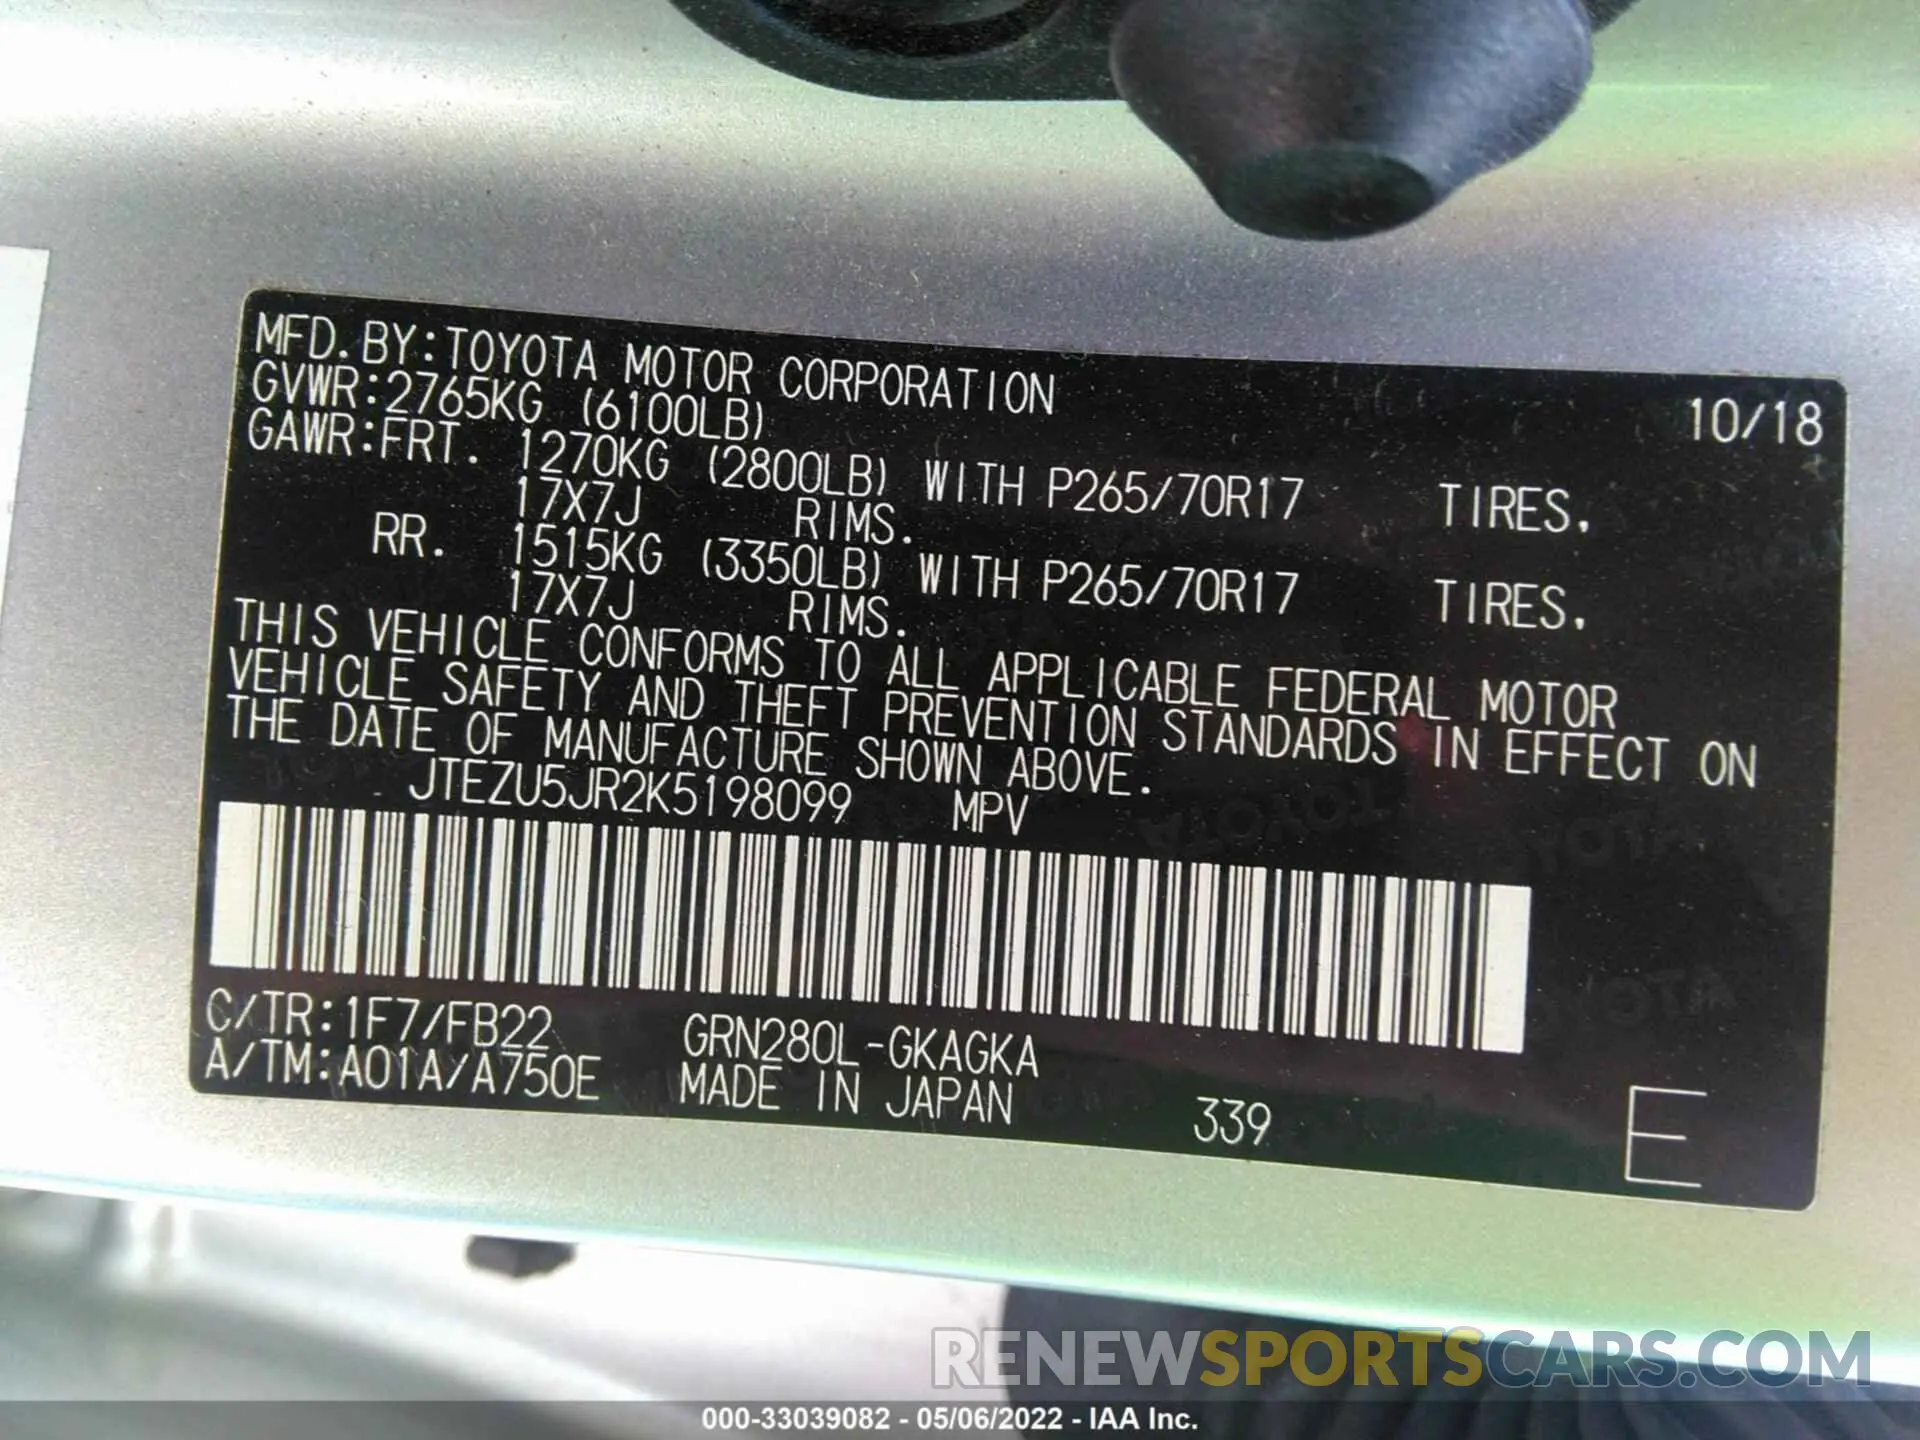 MFD.BY:TOYOTA MOTOR CORPORATION 10/18
GVWR:2765KG (6100LB)
GAWR:FRT. 1270KG (2800LB) WITH P265/70R17 TIRES,
17X7J RIMS.
RR. 1515KG (3350LB) WITH P265/70R17 TIRES,
17X7J RIMS.
THIS VEHICLE CONFORMS TO ALL APPLICABLE FEDERAL MOTOR
VEHICLE SAFETY AND THEFT PREVENTION STANDARDS IN EFFECT ON
THE DATE OF MANUFACTURE SHOWN ABOVE.
JTEZU5JR2K5198099 MPV
C/TR:1F7/FB22 GRN280L-GKAGKA
A/TM:A01A/A750E MADE IN JAPAN 339 E
RENEWSPORTSCARS.COM
000-33039082 - 05/06/2022 - IAA Inc.